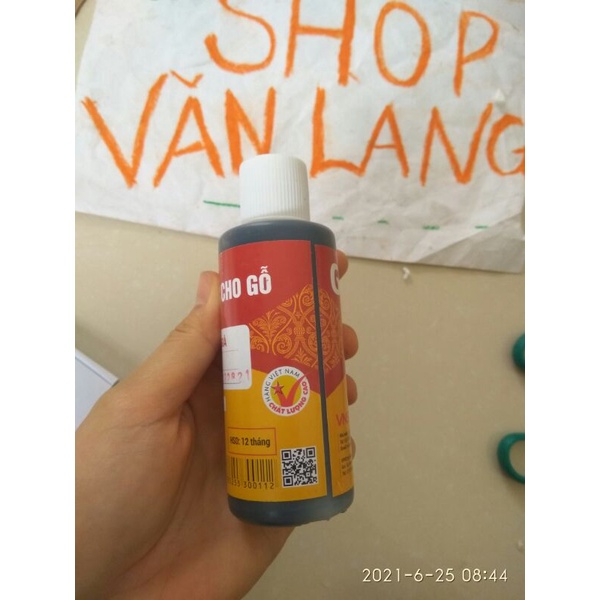 SHOP
VĂN LANG
CHO GỖ
HÀNG VIỆT NAM
CHẤT LƯỢNG CAO
HSD: 12 tháng
300112
2021-6-25 08:44